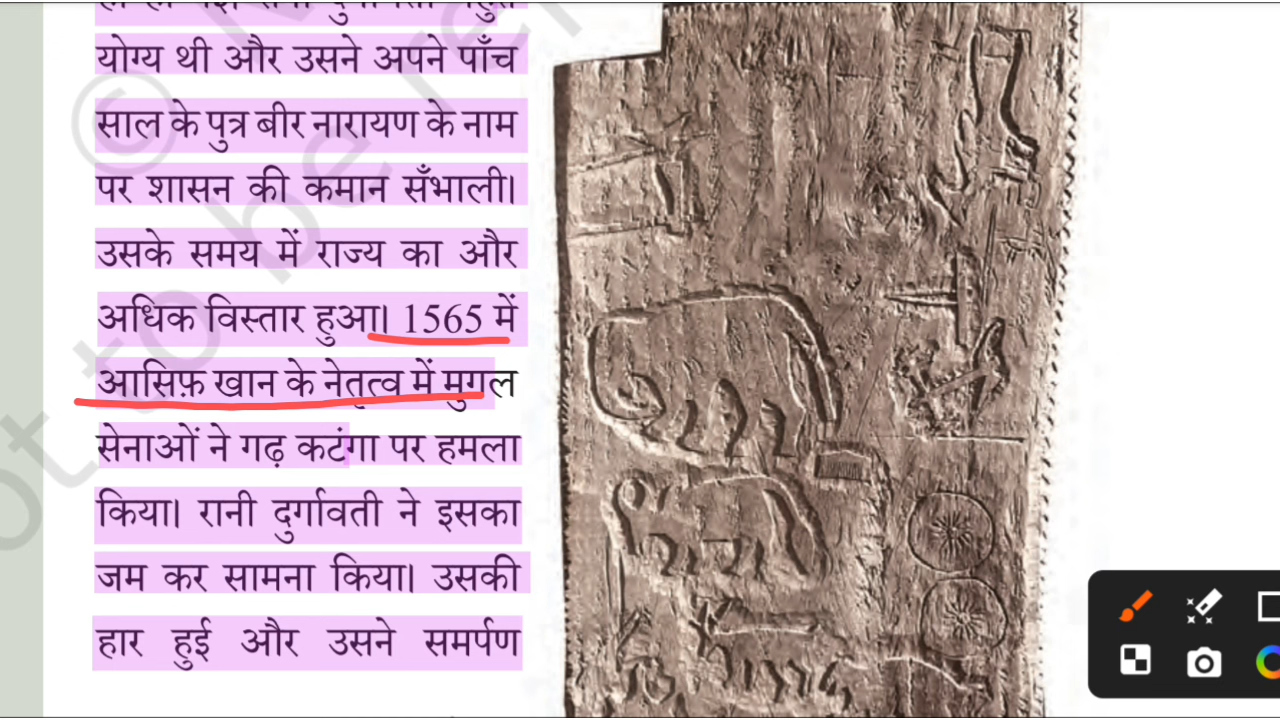 योग्य थी और उसने अपने पाँच
साल के पुत्र बीर नारायण के नाम
पर शासन की कमान सँभाली।
उसके समय में राज्य का और
अधिक विस्तार हुआ। 1565 में
आसिफ़ खान के नेतृत्व में मुगल
सेनाओं ने गढ़ कटंगा पर हमला
किया। रानी दुर्गावती ने इसका
जम कर सामना किया। उसकी
हार हुई और उसने समर्पण